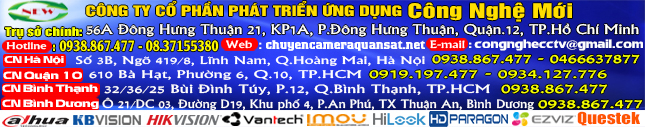 NEW CÔNG TY CỔ PHẦN PHÁT TRIỂN ỨNG DỤNG Công Nghệ Mới
Trụ sở chính: 56A Đông Hưng Thuận 21, KP1A, P.Đông Hưng Thuận, Quận.12, TP.Hồ Chí Minh
Hotline : 0938.867.477 - 08.37155380 Web : chuyencameraquansat.net E-mail : congnghecctv@gmail.com
CN Hà Nội Số 3B, Ngõ 419/8, Lĩnh Nam, Q.Hoàng Mai, Hà Nội 0938.867.477 - 0466637877
CN Quận 10 610 Bà Hạt, Phường 6, Q.10, TP.HCM 0919.197.477 - 0934.127.776
CN Bình Thạnh 32/36/25 Bùi Đình Túy, P.12, Q.Bình Thạnh, TP.HCM 0938.867.477
CN Bình Dương Ô 21/DC 03, Đường D19, Khu phố 4, P.An Phú, TX Thuận An, Bình Dương 0938.867.477
alhua KBVISION HIKVISION Vantech imou HiLook HDPARAGON EZVIZ Questek